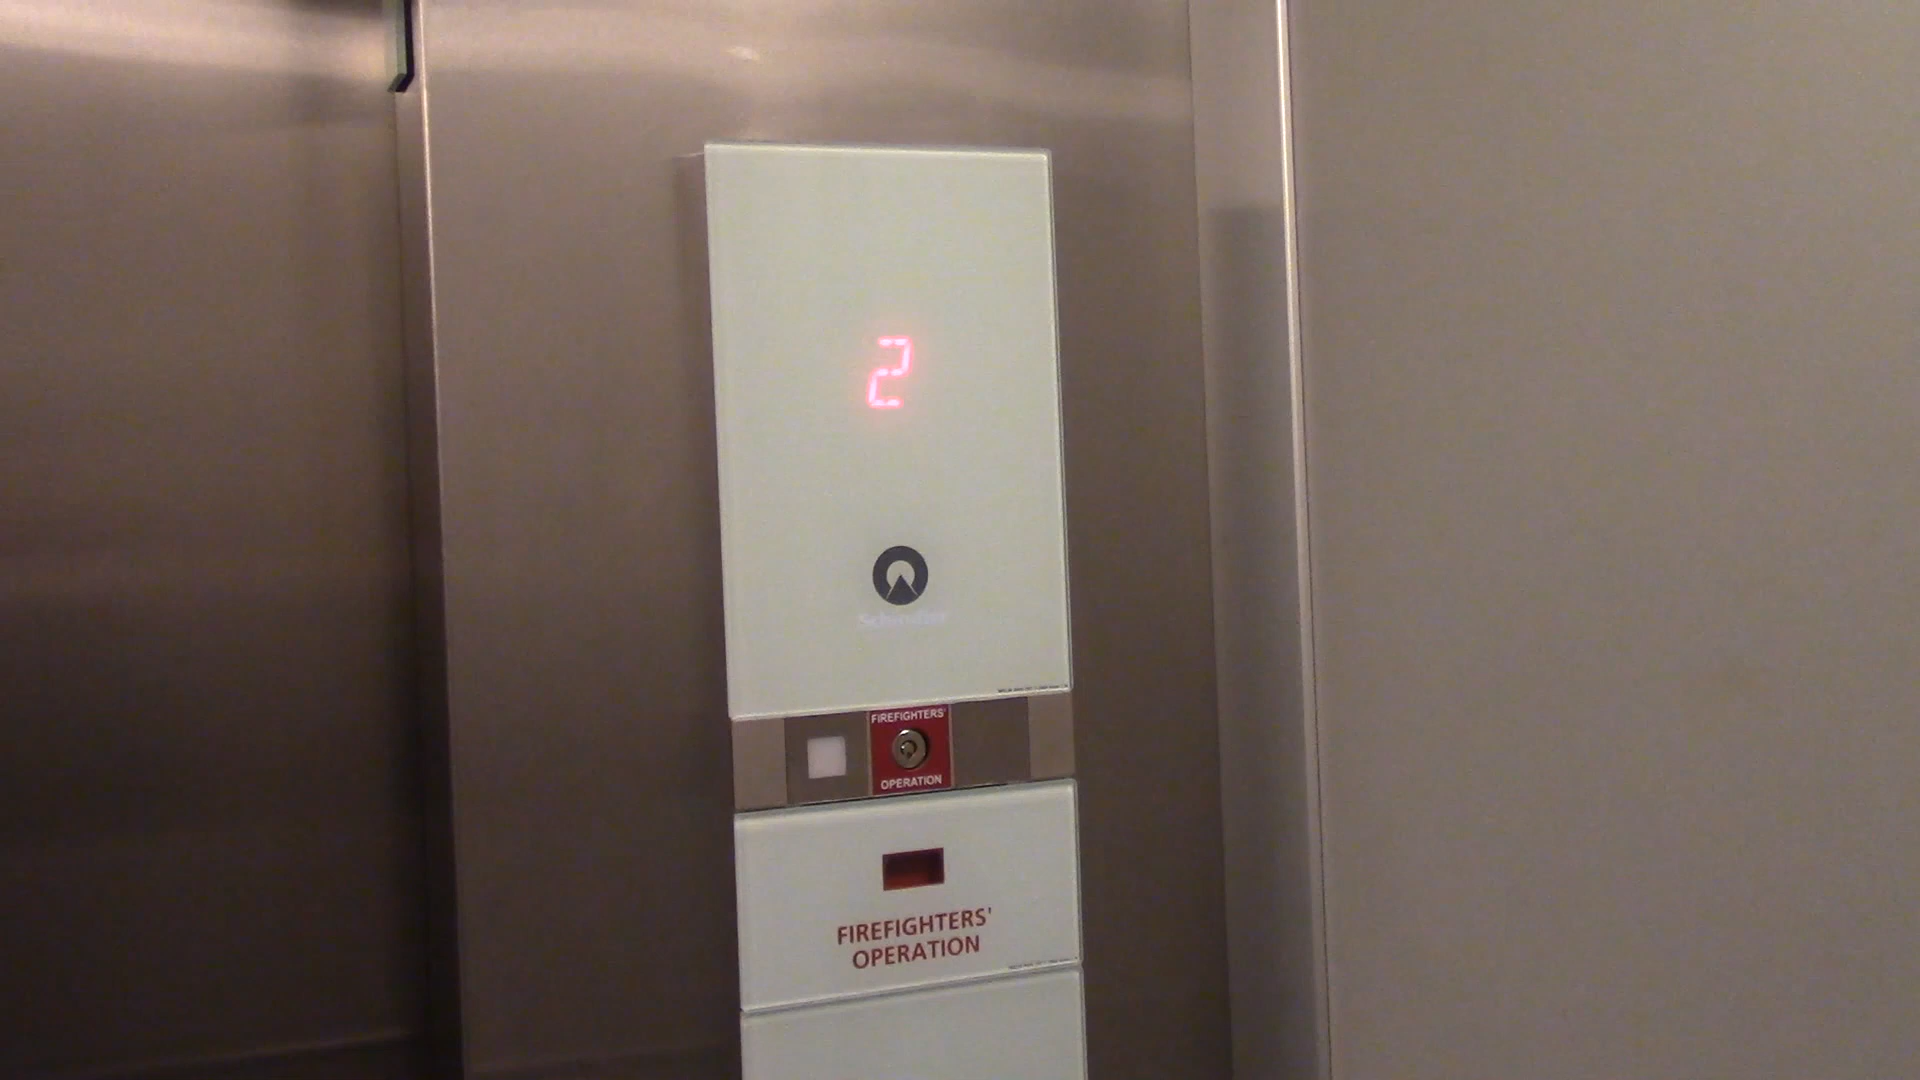 2
Schindler
FIREFIGHTERS'
OPERATION
FIREFIGHTERS'
OPERATION